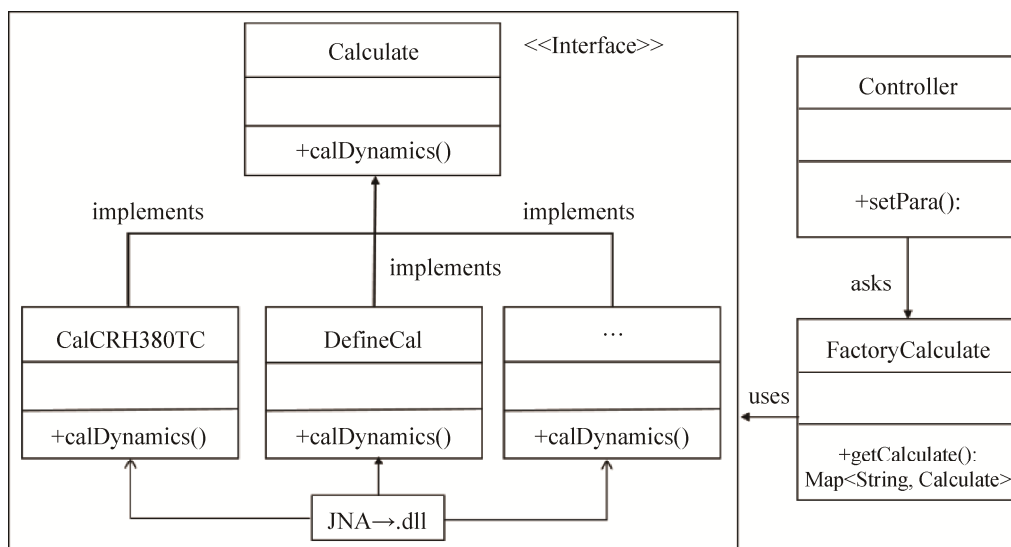 Calculate
<<Interface>>
+calDynamics()
implements
implements
implements
CalCRH380TC
+calDynamics()
DefineCal
+calDynamics()
…
+calDynamics()
JNA→.dll
Controller
+setPara():
asks
FactoryCalculate
+getCalculate():
Map<String, Calculate>
uses